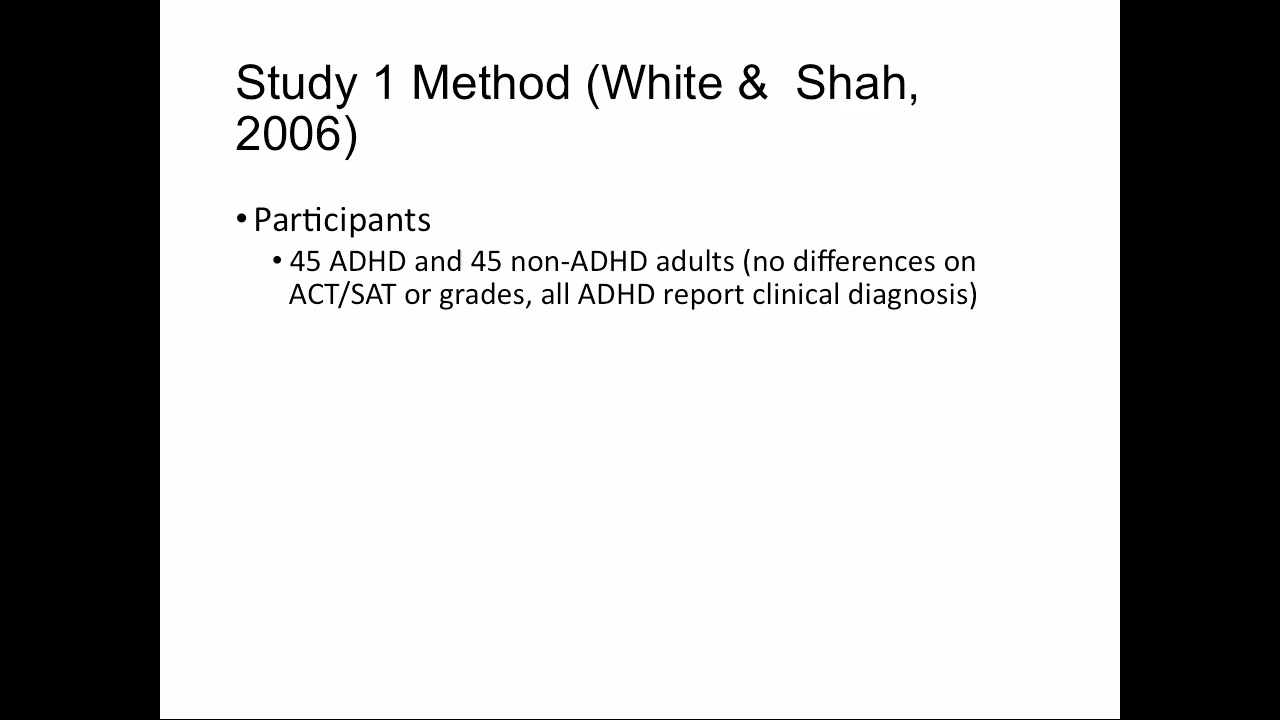 Study 1 Method (White &  Shah,
2006)
• Participants
• 45 ADHD and 45 non-ADHD adults (no differences on
ACT/SAT or grades, all ADHD report clinical diagnosis)